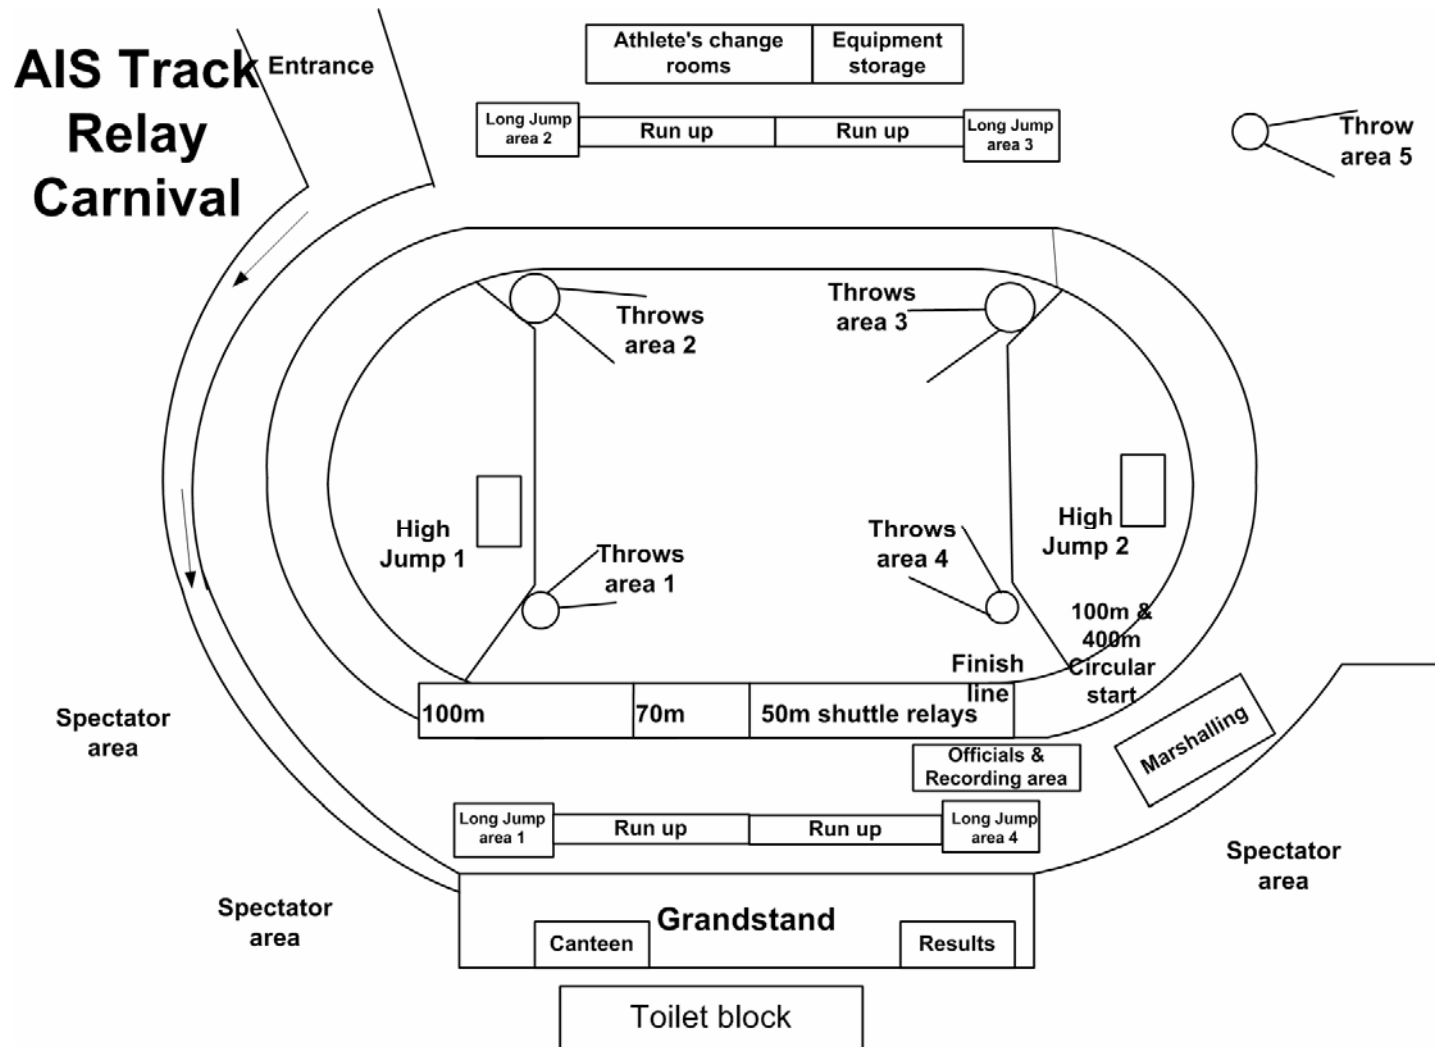 AIS Track
Relay
Carnival
Entrance
Athlete's change
rooms
Equipment
storage
Long Jump
area 2
Run up
Run up
Long Jump
area 3
Throw
area 5
Throws
area 2
Throws
area 3
High
Jump 1
Throws
area 1
Throws
area 4
High
Jump 2
100m &
400m
Circular
start
Finish
line
100m
70m
50m shuttle relays
Marshalling
Officials &
Recording area
Spectator
area
Long Jump
area 1
Run up
Run up
Long Jump
area 4
Spectator
area
Spectator
area
Grandstand
Canteen
Results
Toilet block